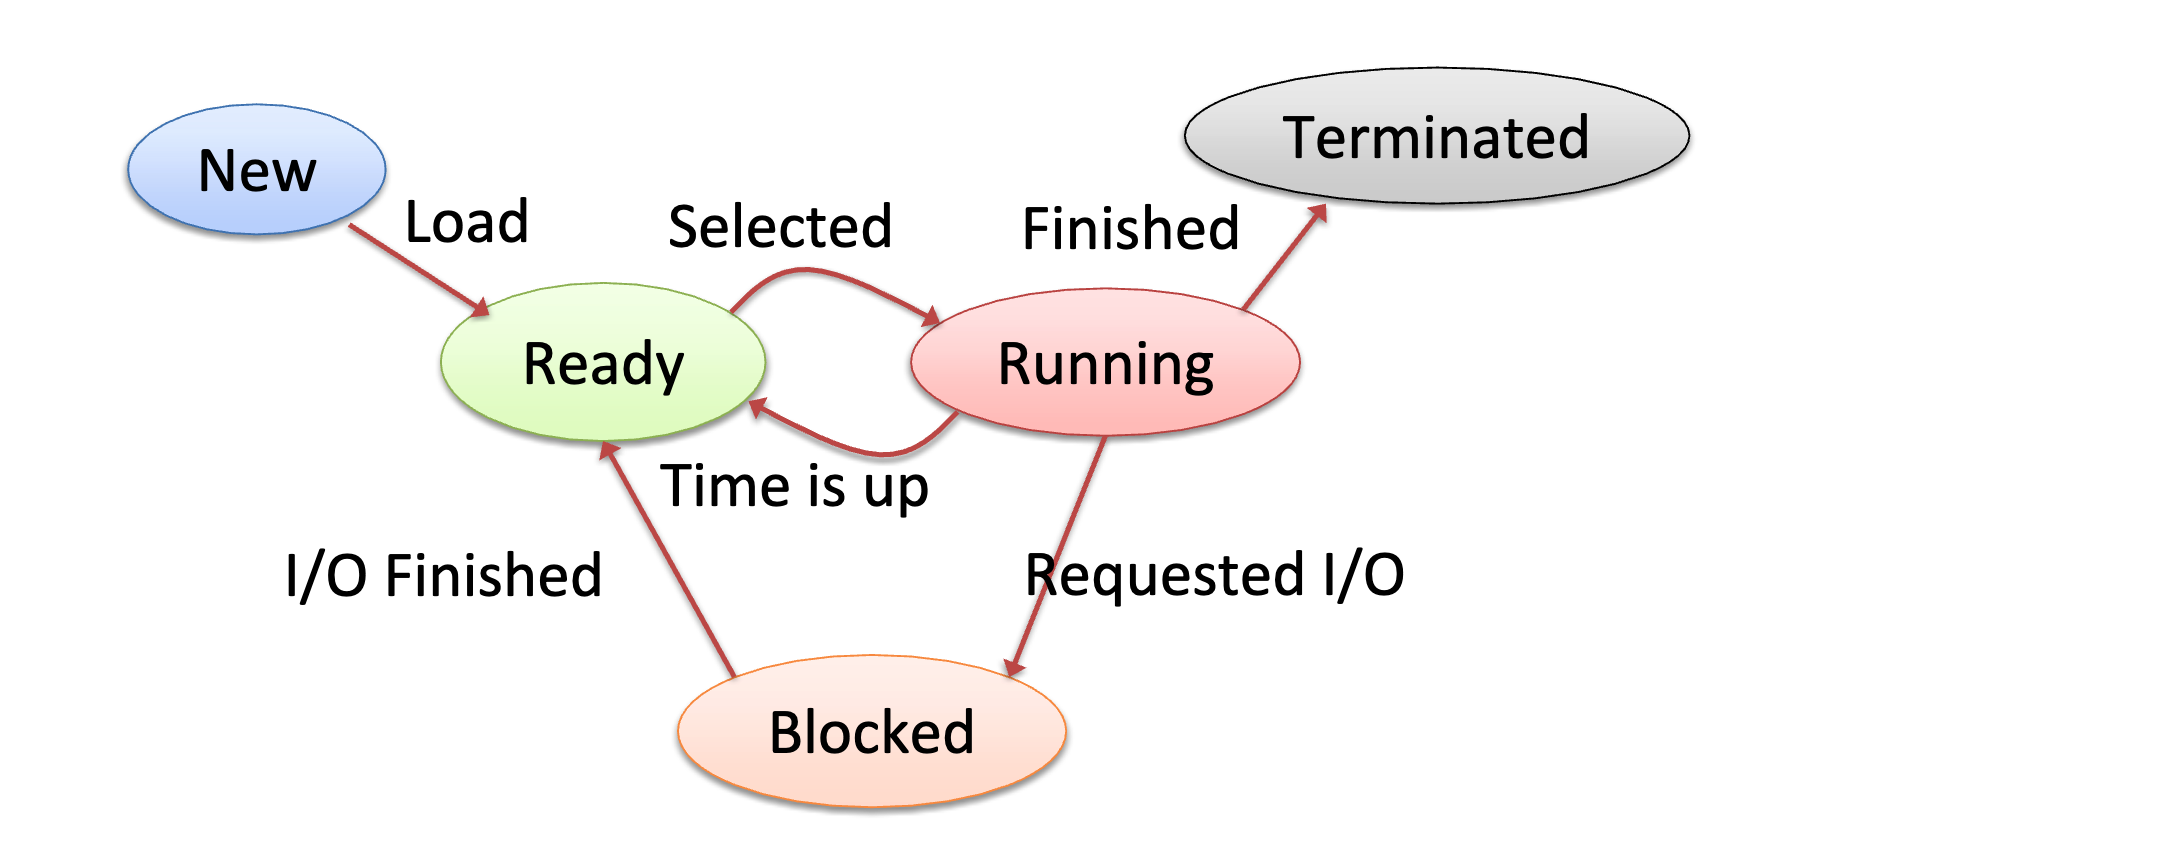 Terminated
New
Load
Selected
Finished
Ready
Running
Time is up
I/O Finished
Requested I/O
Blocked